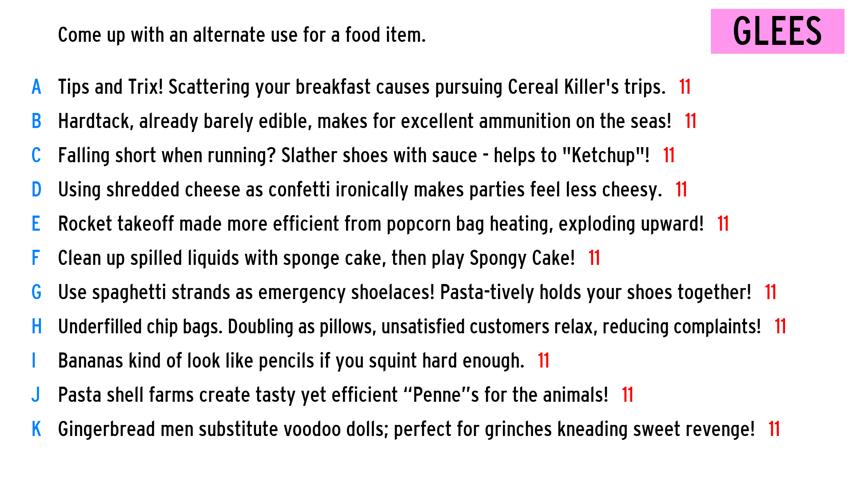 Come up with an alternate use for a food item.
GLEES
A Tips and Trix! Scattering your breakfast causes pursuing Cereal Killer's trips. 11
B Hardtack, already barely edible, makes for excellent ammunition on the seas! 11
C Falling short when running? Slather shoes with sauce - helps to "Ketchup"! 11
D Using shredded cheese as confetti ironically makes parties feel less cheesy. 11
E Rocket takeoff made more efficient from popcorn bag heating, exploding upward! 11
F Clean up spilled liquids with sponge cake, then play Spongy Cake! 11
G Use spaghetti strands as emergency shoelaces! Pasta-tively holds your shoes together! 11
H Underfilled chip bags. Doubling as pillows, unsatisfied customers relax, reducing complaints! 11
I Bananas kind of look like pencils if you squint hard enough. 11
J Pasta shell farms create tasty yet efficient “Penne”s for the animals! 11
K Gingerbread men substitute voodoo dolls; perfect for grinches kneading sweet revenge! 11